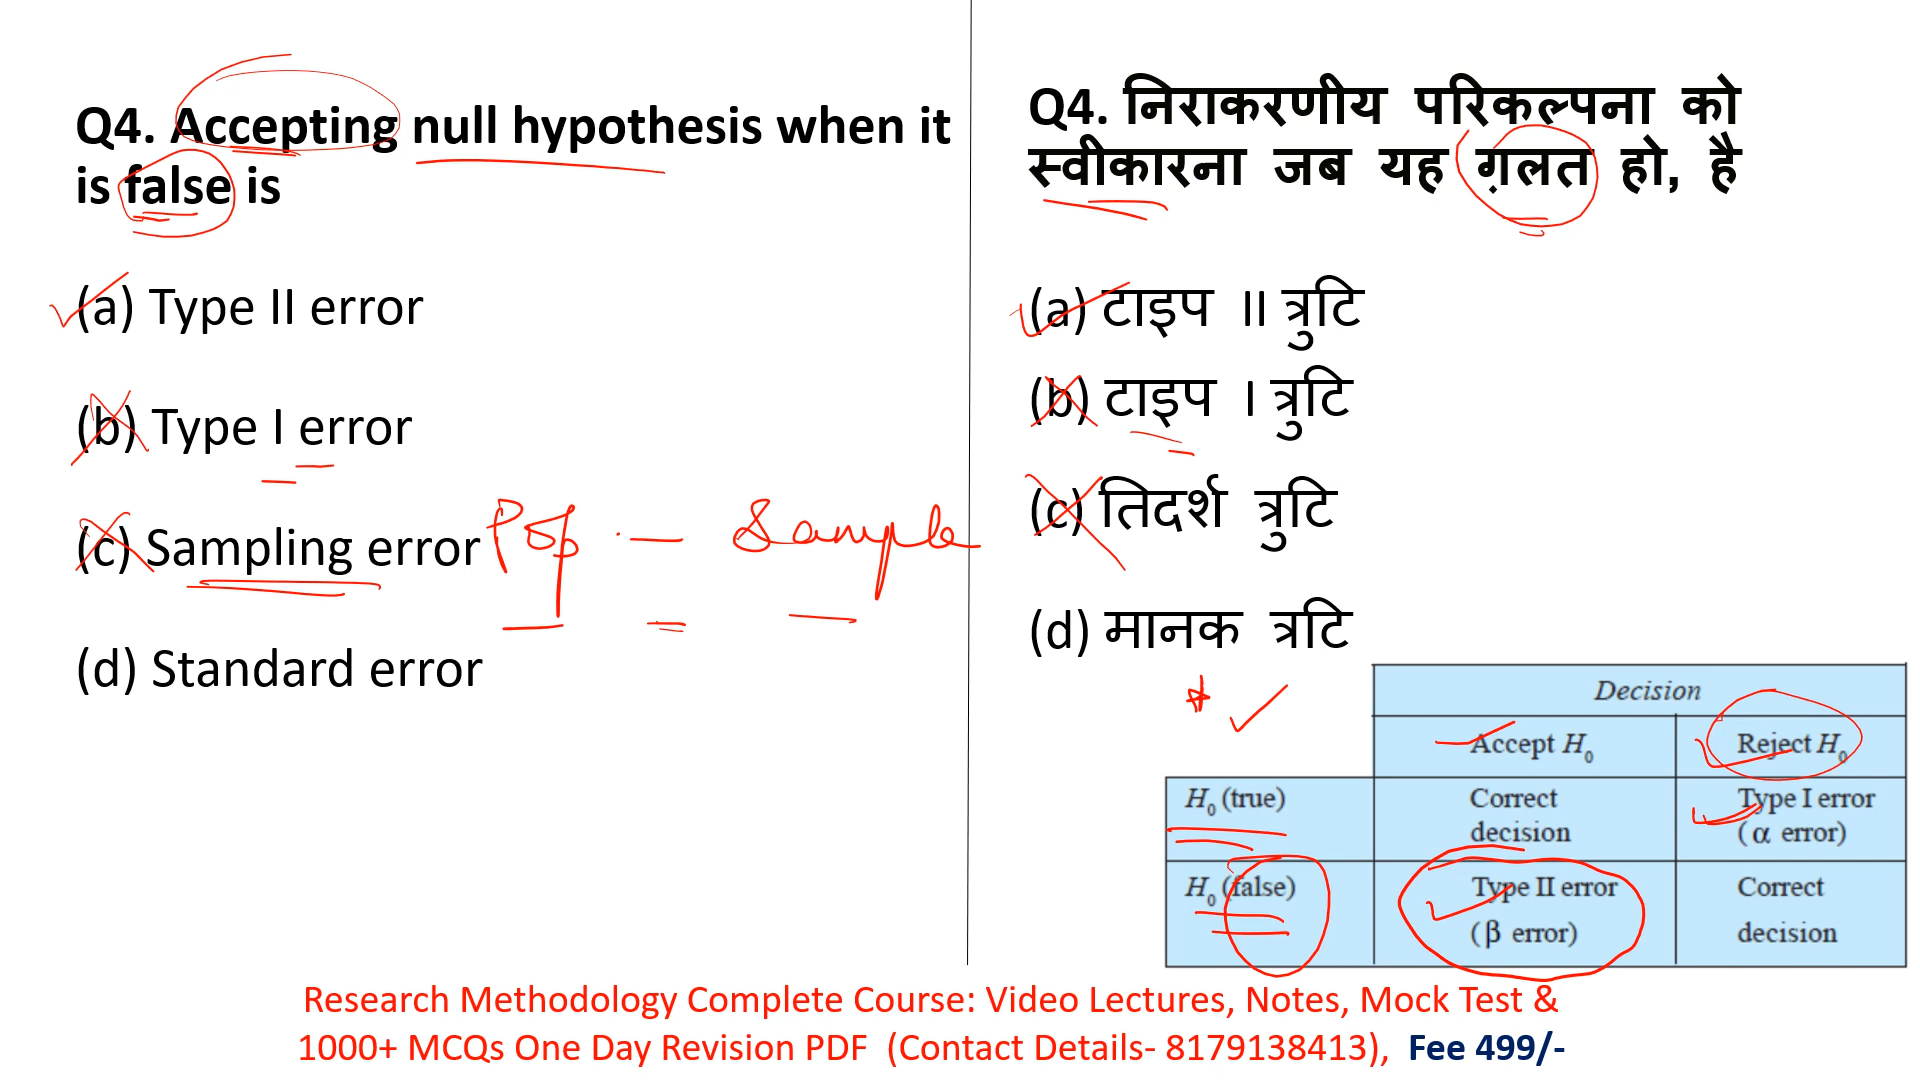 Q4. Accepting null hypothesis when it
is false is
(a) Type II error
(b) Type I error
(c) Sampling error
Pop - Sample
(d) Standard error
Q4. निराकरणीय परिकल्पना को
स्वीकारना जब यह ग़लत हो, है
(a) टाइप II त्रुटि
(b) टाइप I त्रुटि
(c) तिदर्श त्रुटि
(d) मानक त्रटि
Decision
Accept H₀ Reject H₀
H₀ (true) Correct decision Type I error (α error)
H₀ (false) Type II error (β error) Correct decision
Research Methodology Complete Course: Video Lectures, Notes, Mock Test &
1000+ MCQs One Day Revision PDF (Contact Details- 8179138413), Fee 499/-